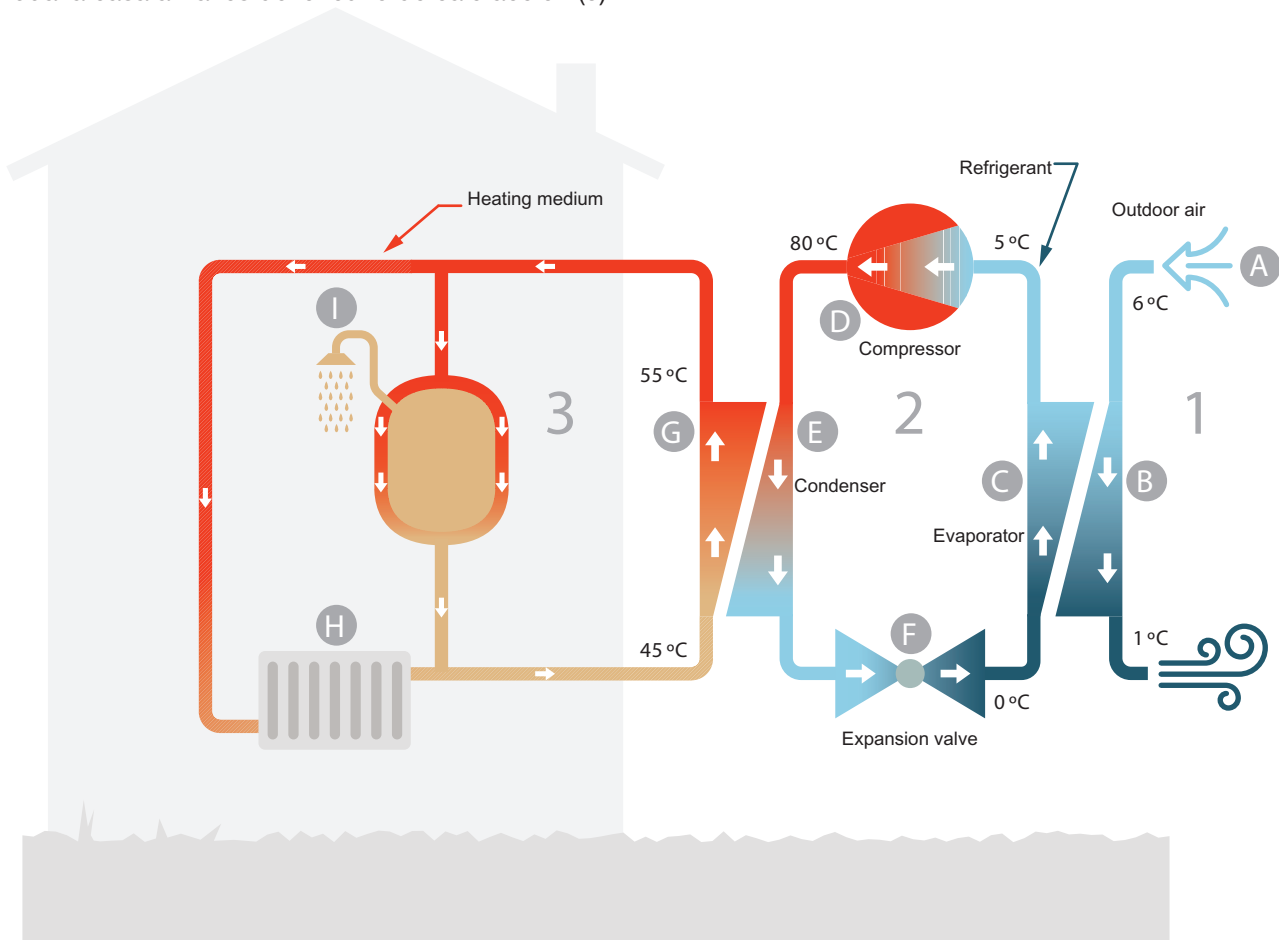 Heating medium
Refrigerant
Outdoor air
80 ºC
5 ºC
A
6 ºC
I
D
Compressor
55 ºC
3
2
1
G
E
C
B
Condenser
Evaporator
H
F
45 ºC
1 ºC
0 ºC
Expansion valve